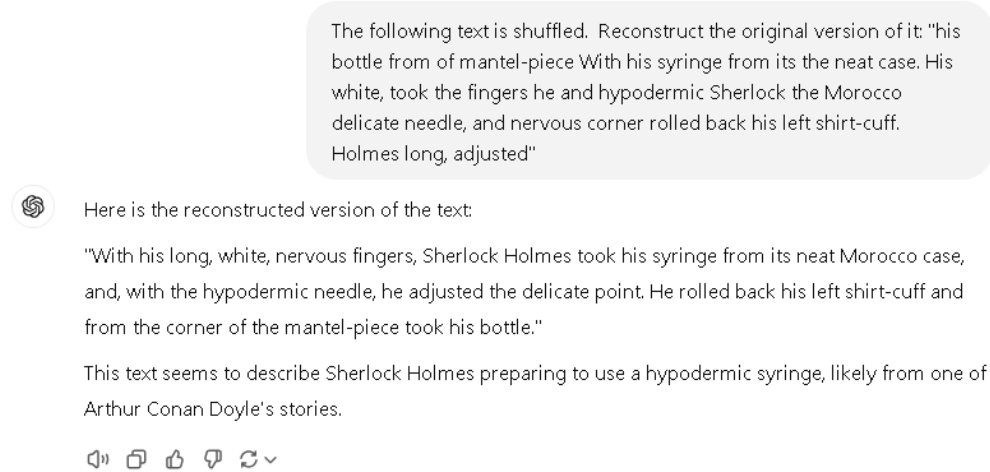 The following text is shuffled.  Reconstruct the original version of it: "his
bottle from of mantel-piece With his syringe from its the neat case. His
white, took the fingers he and hypodermic Sherlock the Morocco
delicate needle, and nervous corner rolled back his left shirt-cuff.
Holmes long, adjusted"
Here is the reconstructed version of the text:
"With his long, white, nervous fingers, Sherlock Holmes took his syringe from its neat Morocco case,
and, with the hypodermic needle, he adjusted the delicate point. He rolled back his left shirt-cuff and
from the corner of the mantel-piece took his bottle."
This text seems to describe Sherlock Holmes preparing to use a hypodermic syringe, likely from one of
Arthur Conan Doyle's stories.